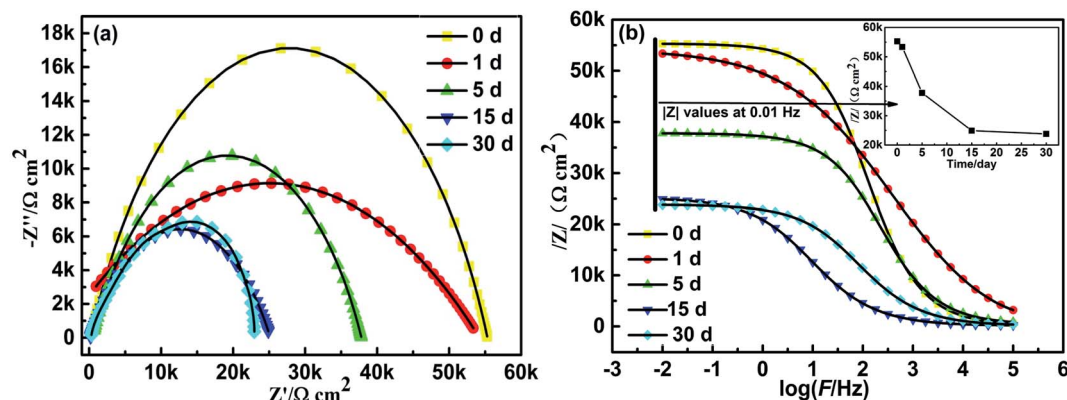 (a)
0 d
1 d
5 d
15 d
30 d
18k
16k
14k
12k
10k
8k
6k
4k
2k
0
-Z''/Ω cm²
0
10k
20k
30k
40k
50k
60k
Z'/Ω cm²
(b)
60k
50k
40k
30k
20k
10k
0
/Z/ (Ω cm²)
|Z| values at 0.01 Hz
0 d
1 d
5 d
15 d
30 d
-2
-1
0
1
2
3
4
5
6
log(F/Hz)
60k
50k
40k
30k
20k
/Z/ (Ω cm²)
0
5
10
15
20
25
30
Time/day